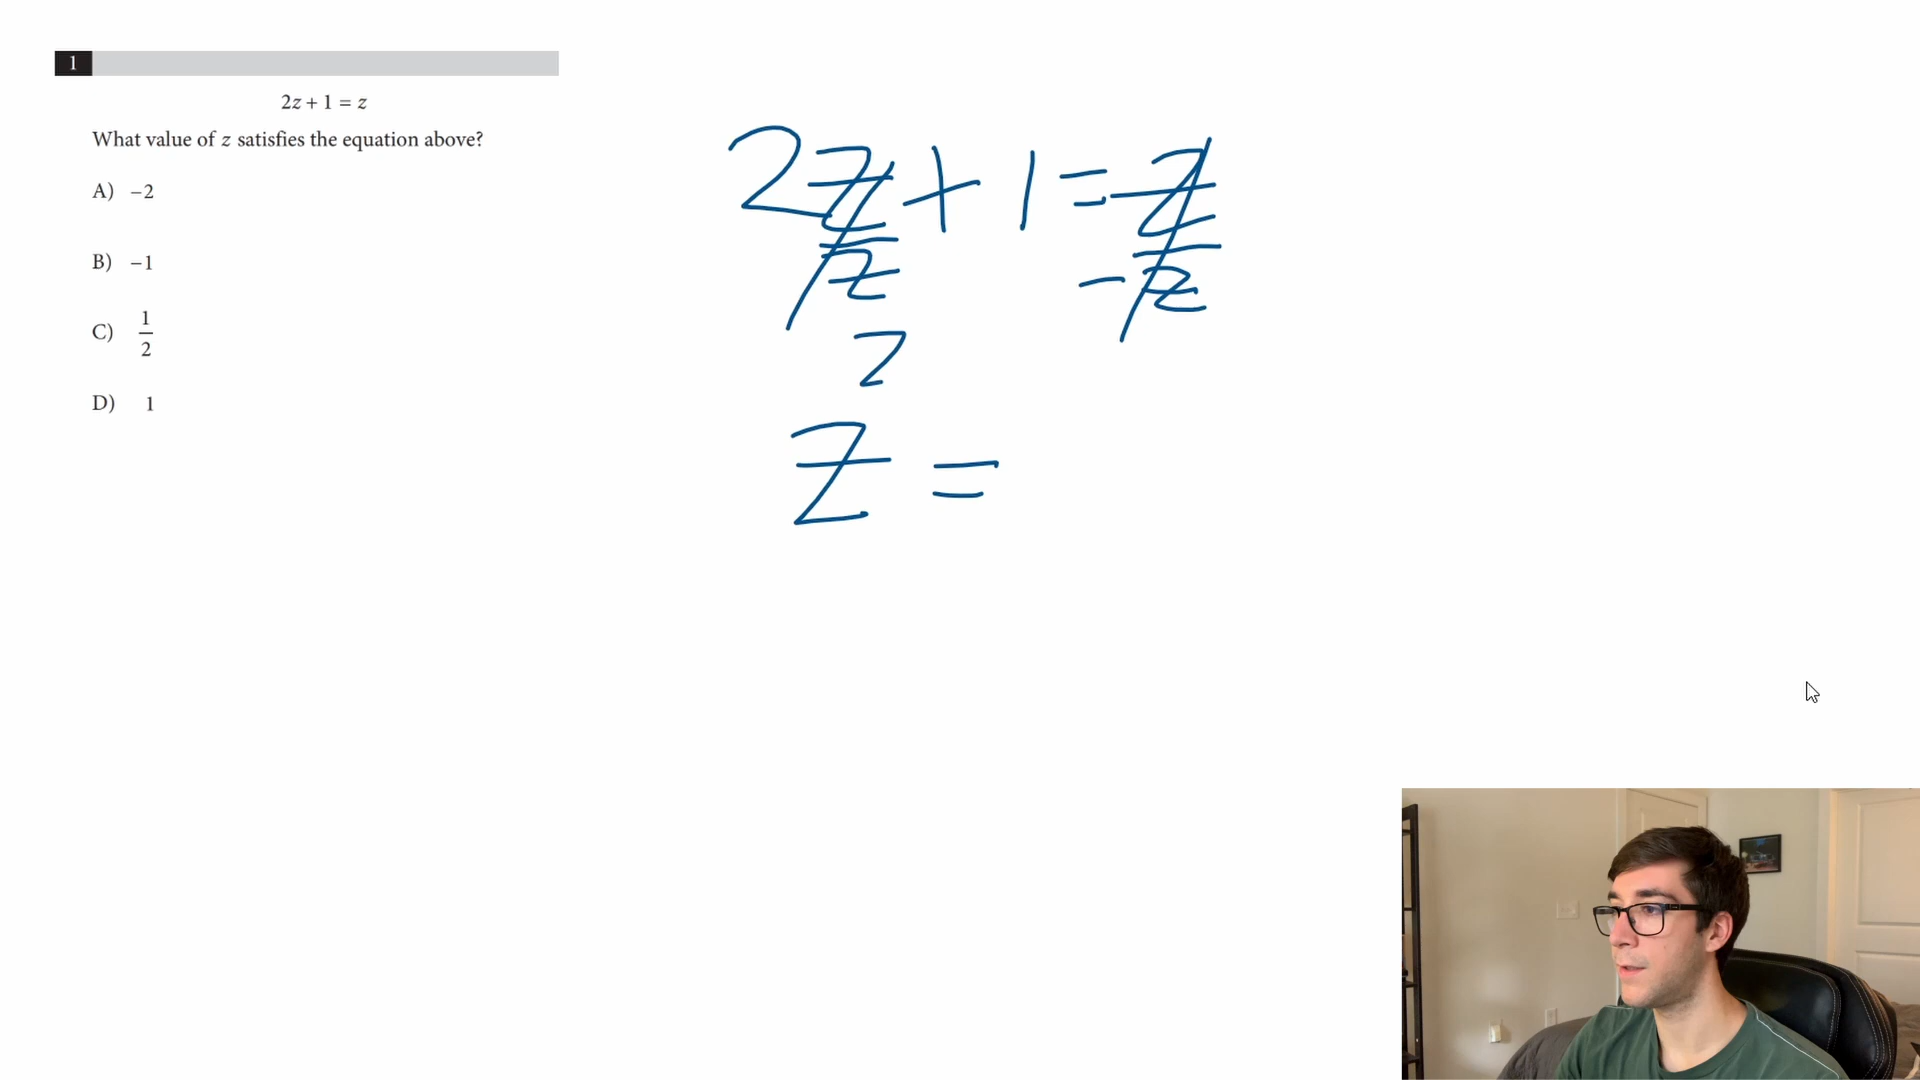 1
2z + 1 = z
What value of z satisfies the equation above?
A) −2
B) −1
C) 1/2
D) 1
2z + 1 = z
-z -z
z
z =